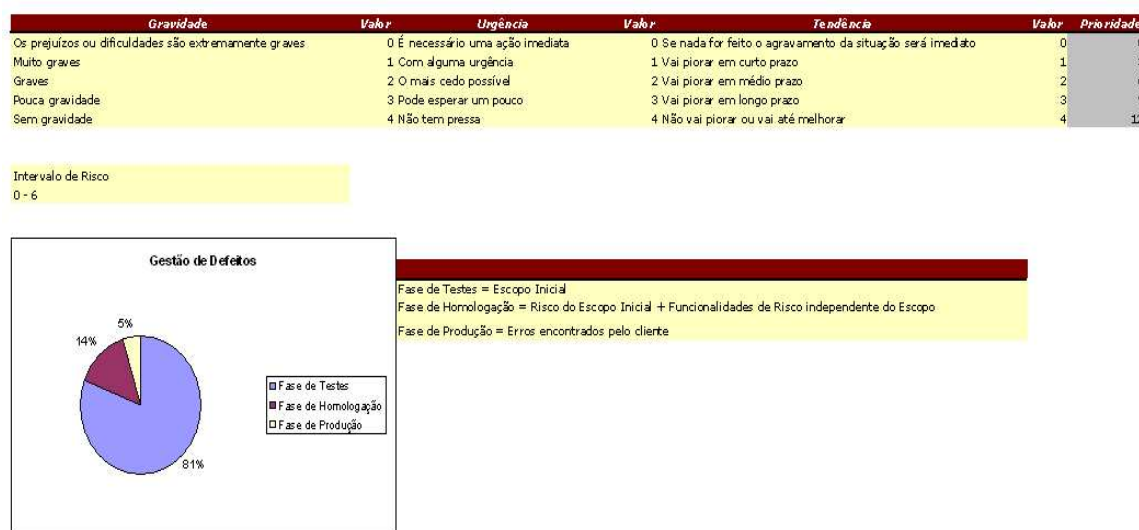 Gravidade Valor Urgência Valor Tendência Valor Prioridade
Os prejuízos ou dificuldades são extremamente graves 0 É necessário uma ação imediata 0 Se nada for feito o agravamento da situação será imediato 0
Muito graves 1 Com alguma urgência 1 Vai piorar em curto prazo 1
Graves 2 O mais cedo possível 2 Vai piorar em médio prazo 2
Pouca gravidade 3 Pode esperar um pouco 3 Vai piorar em longo prazo 3
Sem gravidade 4 Não tem pressa 4 Não vai piorar ou vai até melhorar 4
Intervalo de Risco
0 - 6
Gestão de Defeitos
5%
14%
81%
Fase de Testes
Fase de Homologação
Fase de Produção
Fase de Testes = Escopo Inicial
Fase de Homologação = Risco do Escopo Inicial + Funcionalidades de Risco independente do Escopo
Fase de Produção = Erros encontrados pelo cliente